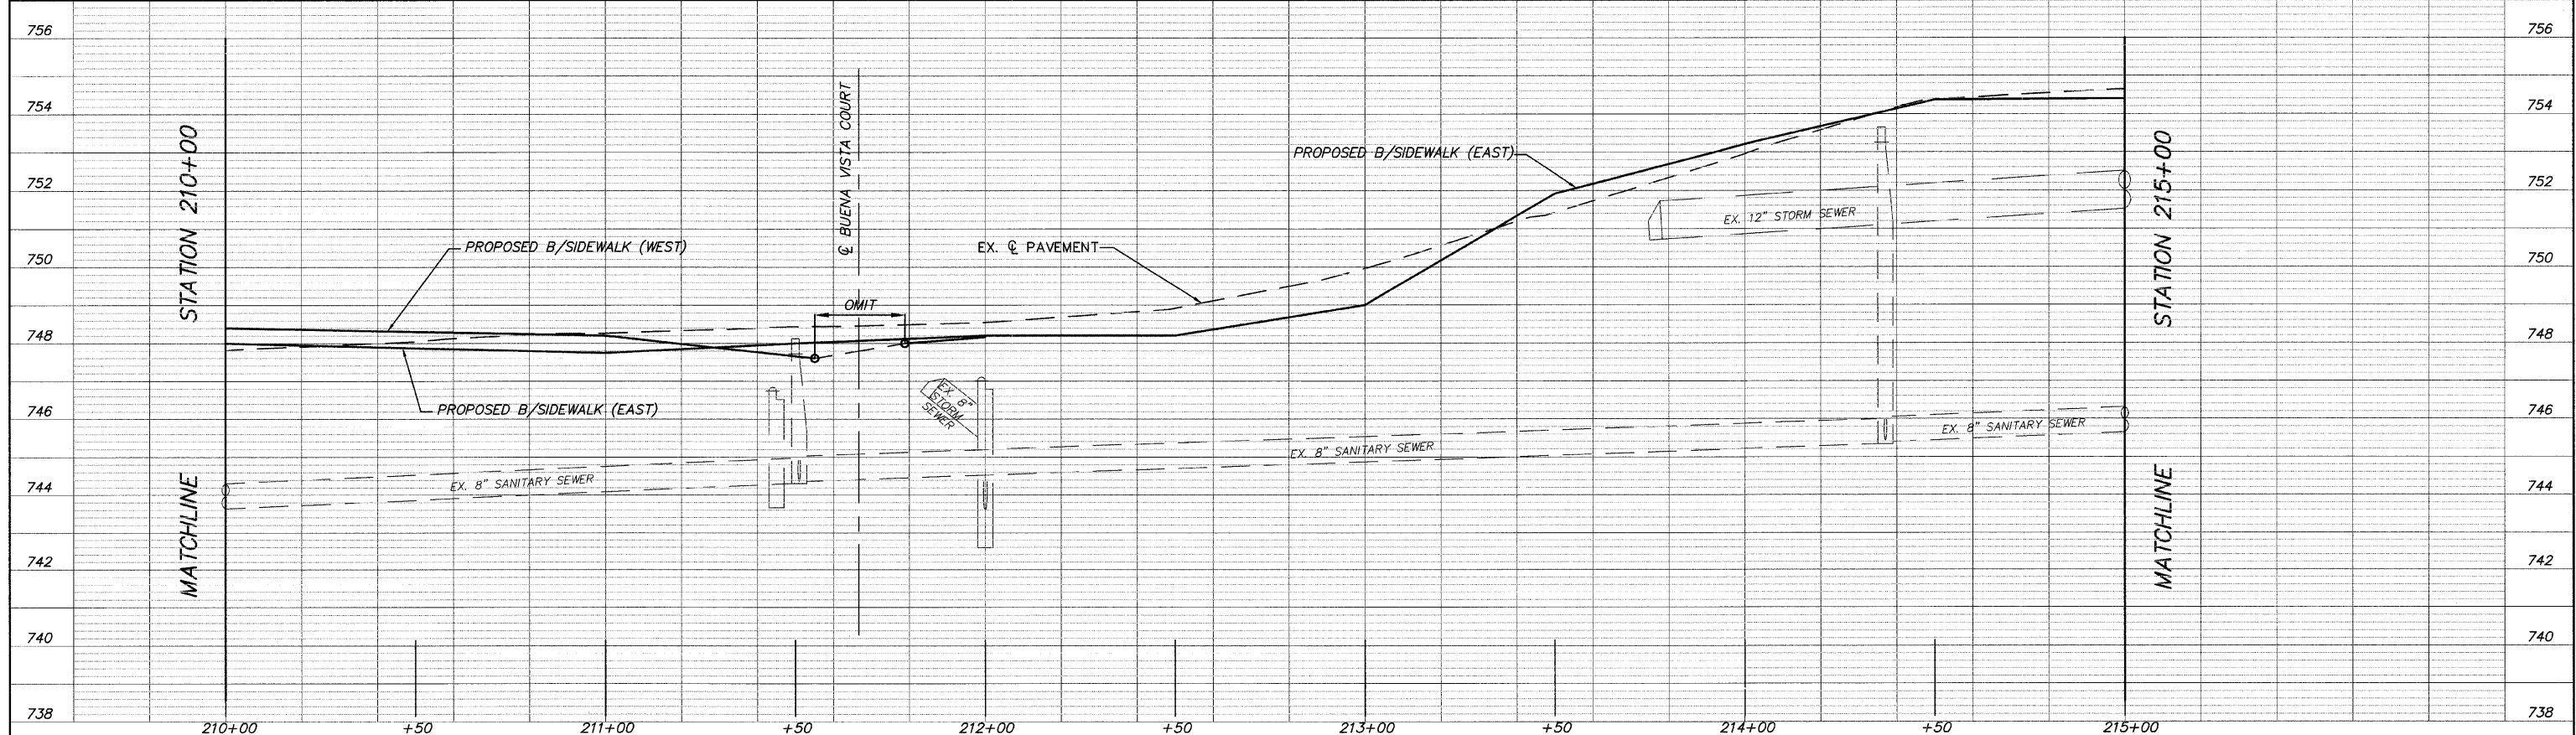 756
754
752
750
748
746
744
742
740
738
STATION 210+00
MATCHLINE
PROPOSED B/SIDEWALK (WEST)
PROPOSED B/SIDEWALK (EAST)
EX. 8" SANITARY SEWER
℄ BUENA VISTA COURT
OMIT
EX. 8"
STORM
SEWER
EX. ℄ PAVEMENT
PROPOSED B/SIDEWALK (EAST)
EX. 8" SANITARY SEWER
EX. 12" STORM SEWER
EX. 8" SANITARY SEWER
STATION 215+00
MATCHLINE
756
754
752
750
748
746
744
742
740
738
210+00
+50
211+00
+50
212+00
+50
213+00
+50
214+00
+50
215+00